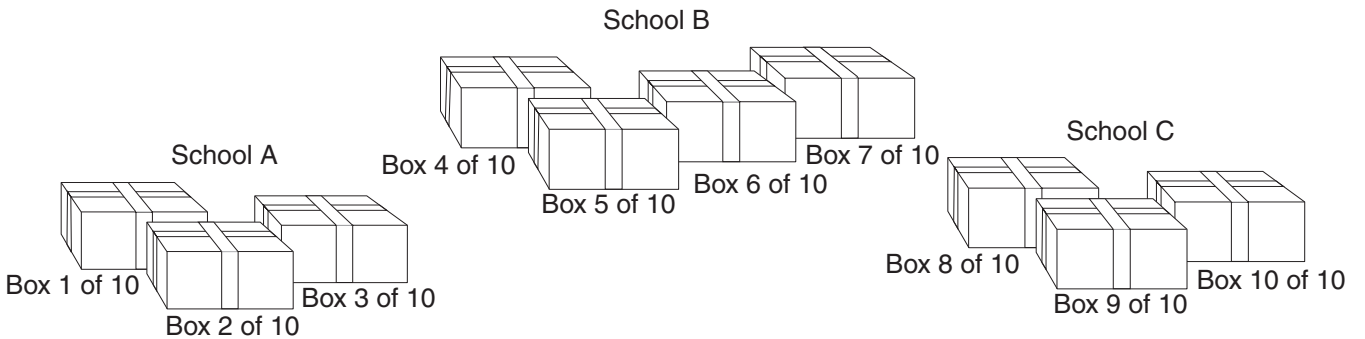 School A
Box 1 of 10
Box 2 of 10
Box 3 of 10
School B
Box 4 of 10
Box 5 of 10
Box 6 of 10
Box 7 of 10
School C
Box 8 of 10
Box 9 of 10
Box 10 of 10